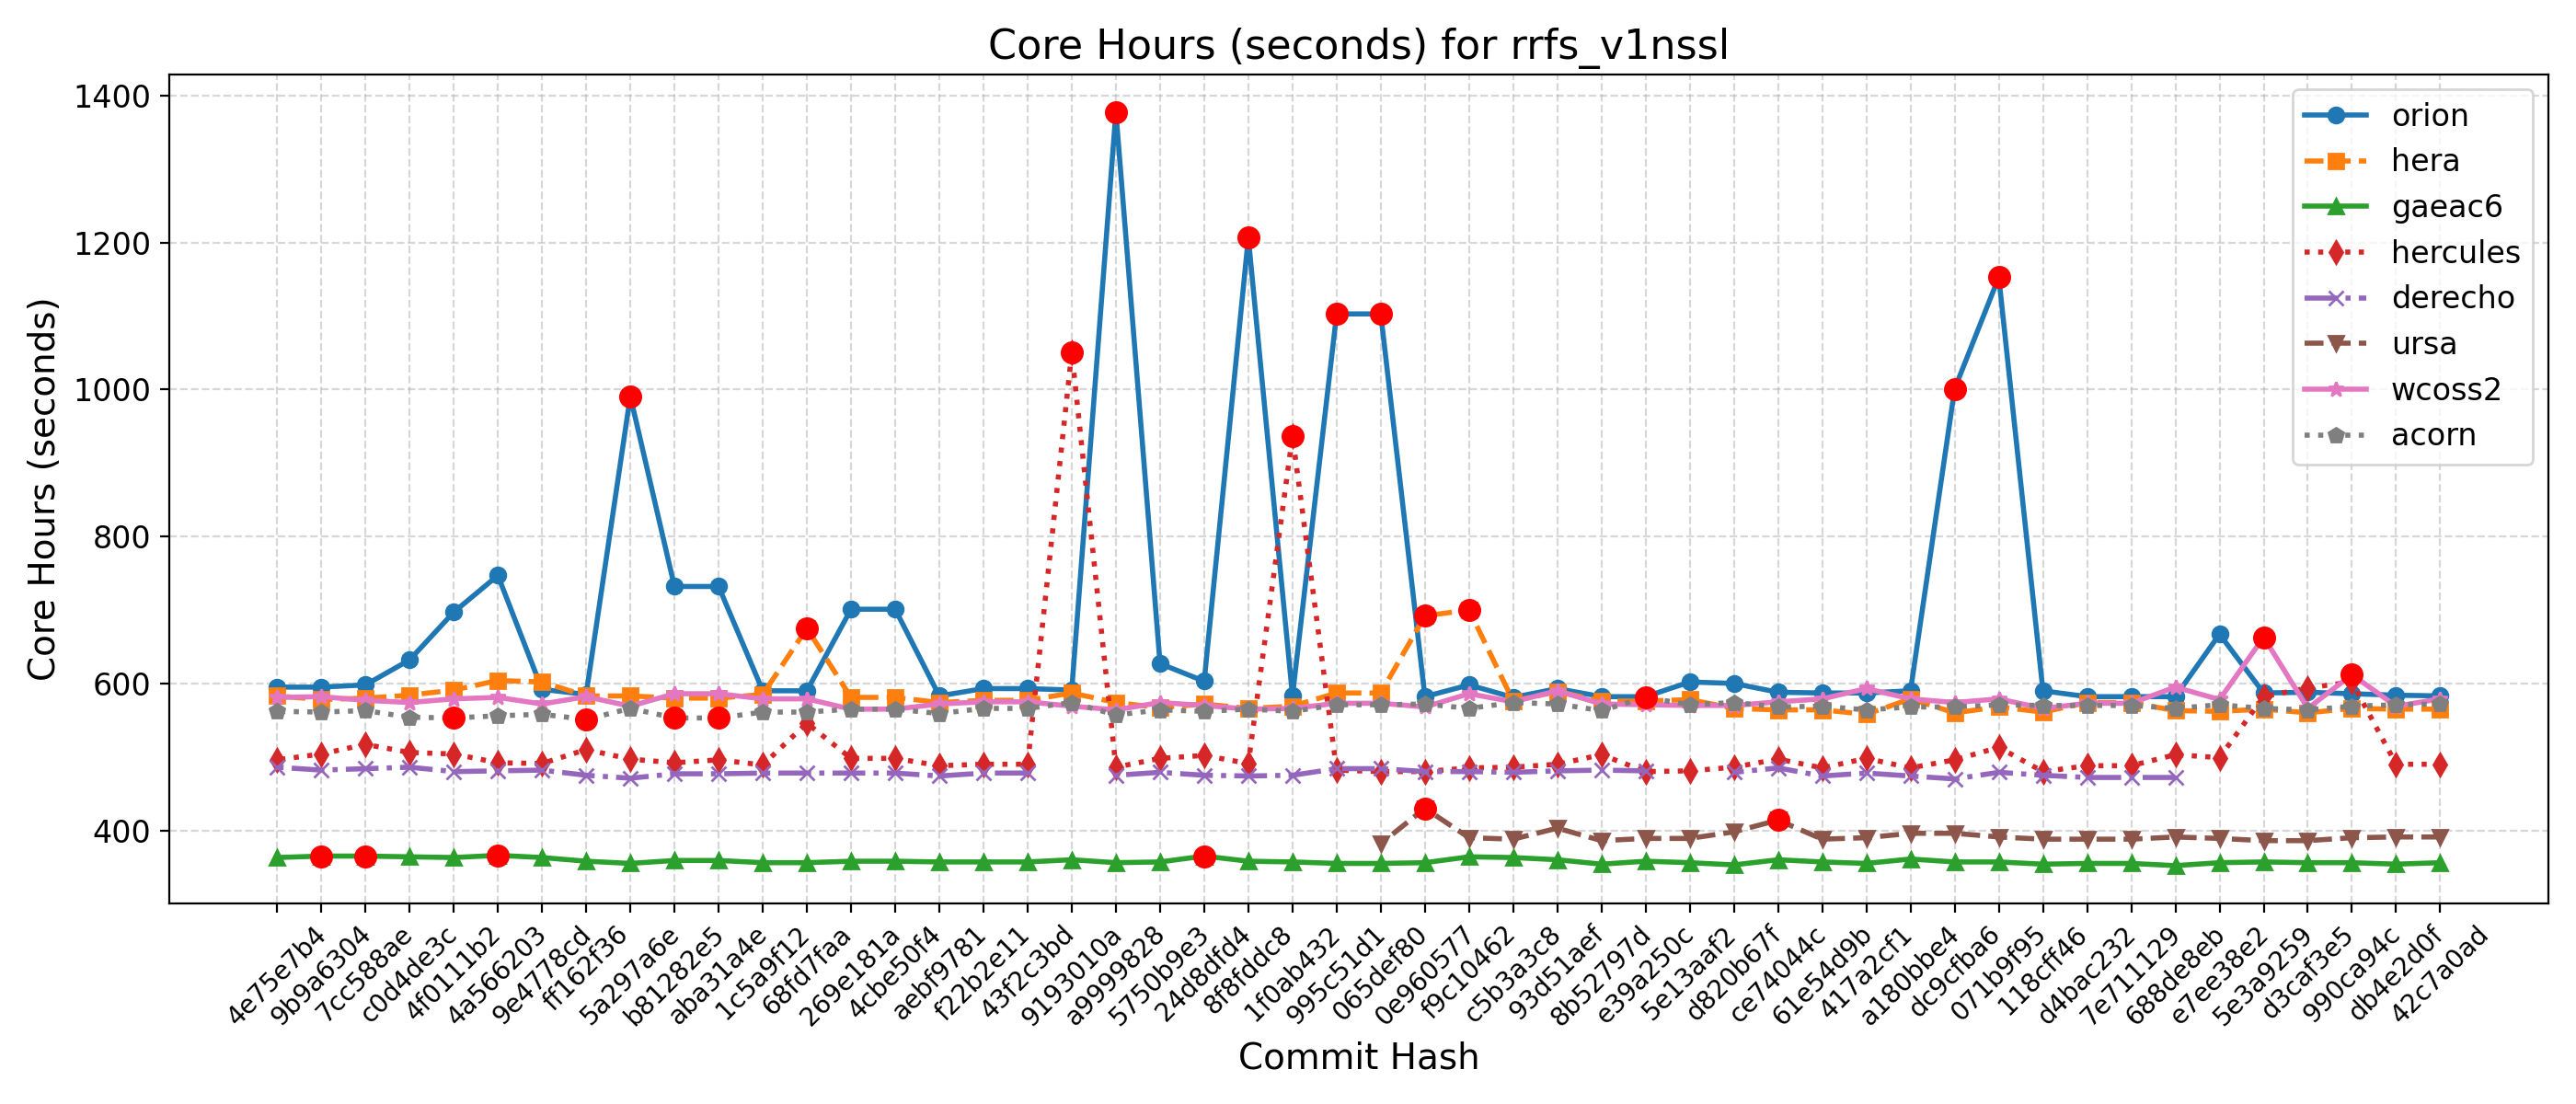 Core Hours (seconds) for rrfs_v1nssl
Core Hours (seconds)
1400
1200
1000
800
600
400
orion
hera
gaeac6
hercules
derecho
ursa
wcoss2
acorn
4e75e7b4
9b9a6304
7cc588ae
c0d4de3c
4f0111b2
4a566203
9e4778cd
ff162f36
5a297a6e
b81282e5
aba31a4e
1c5a9f12
68fd7faa
269e181a
4cbe50f4
aebf9781
f22b2e11
43f2c3bd
9193010a
a9999828
5750b9e3
24d8dfd4
8f8fddc8
1f0ab432
995c51d1
065def80
0e960577
f9c10462
c5b3a3c8
93d51aef
8b52797d
e39a250c
5e13aaf2
d820b67f
ce74044c
61e54d9b
417a2cf1
a180bbe4
dc9cfba6
071b9f95
118cff46
d4bac232
7e711129
688de8eb
e7ee38e2
5e3a9259
d3caf3e5
990ca94c
db4e2d0f
42c7a0ad
Commit Hash